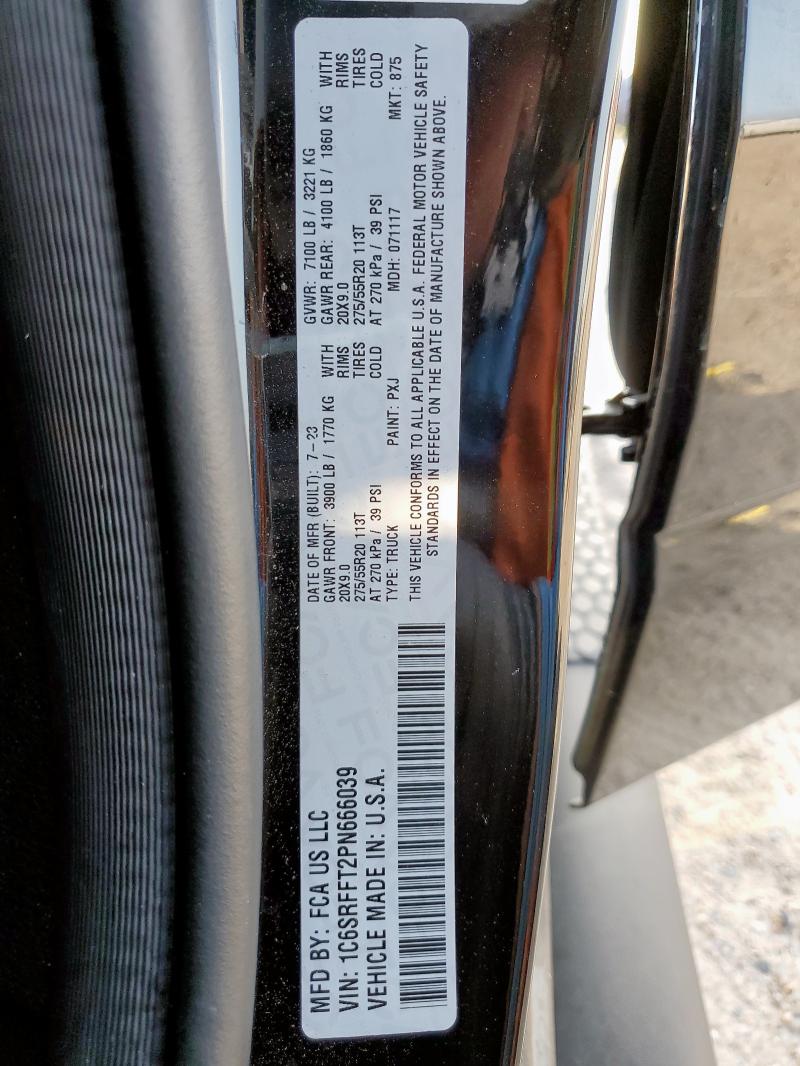 MFD BY: FCA US LLC
VIN: 1C6SRFFT2PN666039
VEHICLE MADE IN: U.S.A.
DATE OF MFR (BUILT): 7-23 GVWR: 7100 LB / 3221 KG
GAWR FRONT: 3900 LB / 1770 KG WITH GAWR REAR: 4100 LB / 1860 KG WITH
20X9.0 RIMS 20X9.0 RIMS
275/55R20 113T TIRES 275/55R20 113T TIRES
AT 270 kPa / 39 PSI COLD AT 270 kPa / 39 PSI COLD
TYPE: TRUCK PAINT: PXJ MDH: 071117 MKT: 875
THIS VEHICLE CONFORMS TO ALL APPLICABLE U.S.A. FEDERAL MOTOR VEHICLE SAFETY
STANDARDS IN EFFECT ON THE DATE OF MANUFACTURE SHOWN ABOVE.